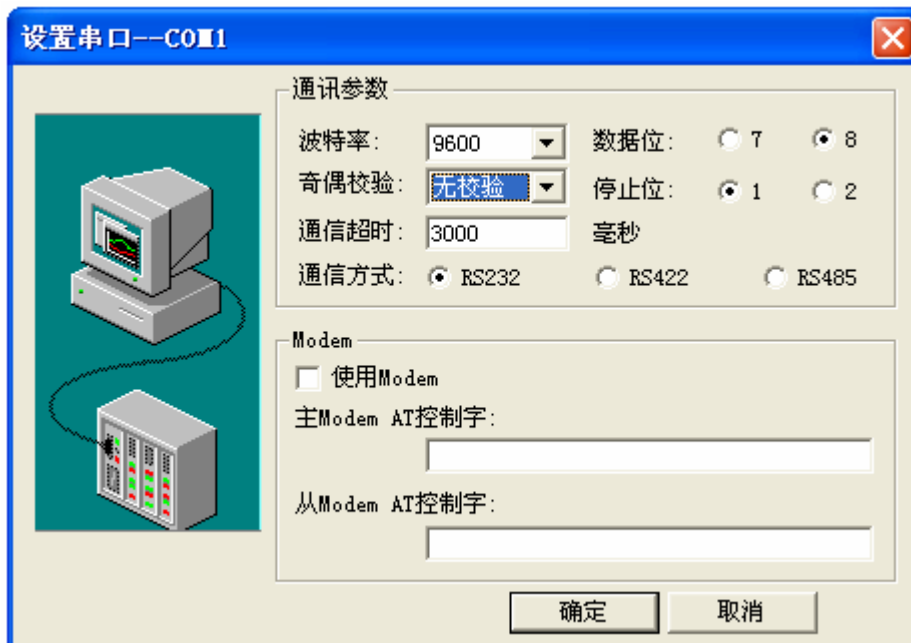 设置串口--COM1
通讯参数
波特率: 9600 数据位: 7 8
奇偶校验: 无校验 停止位: 1 2
通信超时: 3000 毫秒
通信方式: RS232 RS422 RS485
Modem
使用Modem
主Modem AT控制字:
从Modem AT控制字:
确定 取消